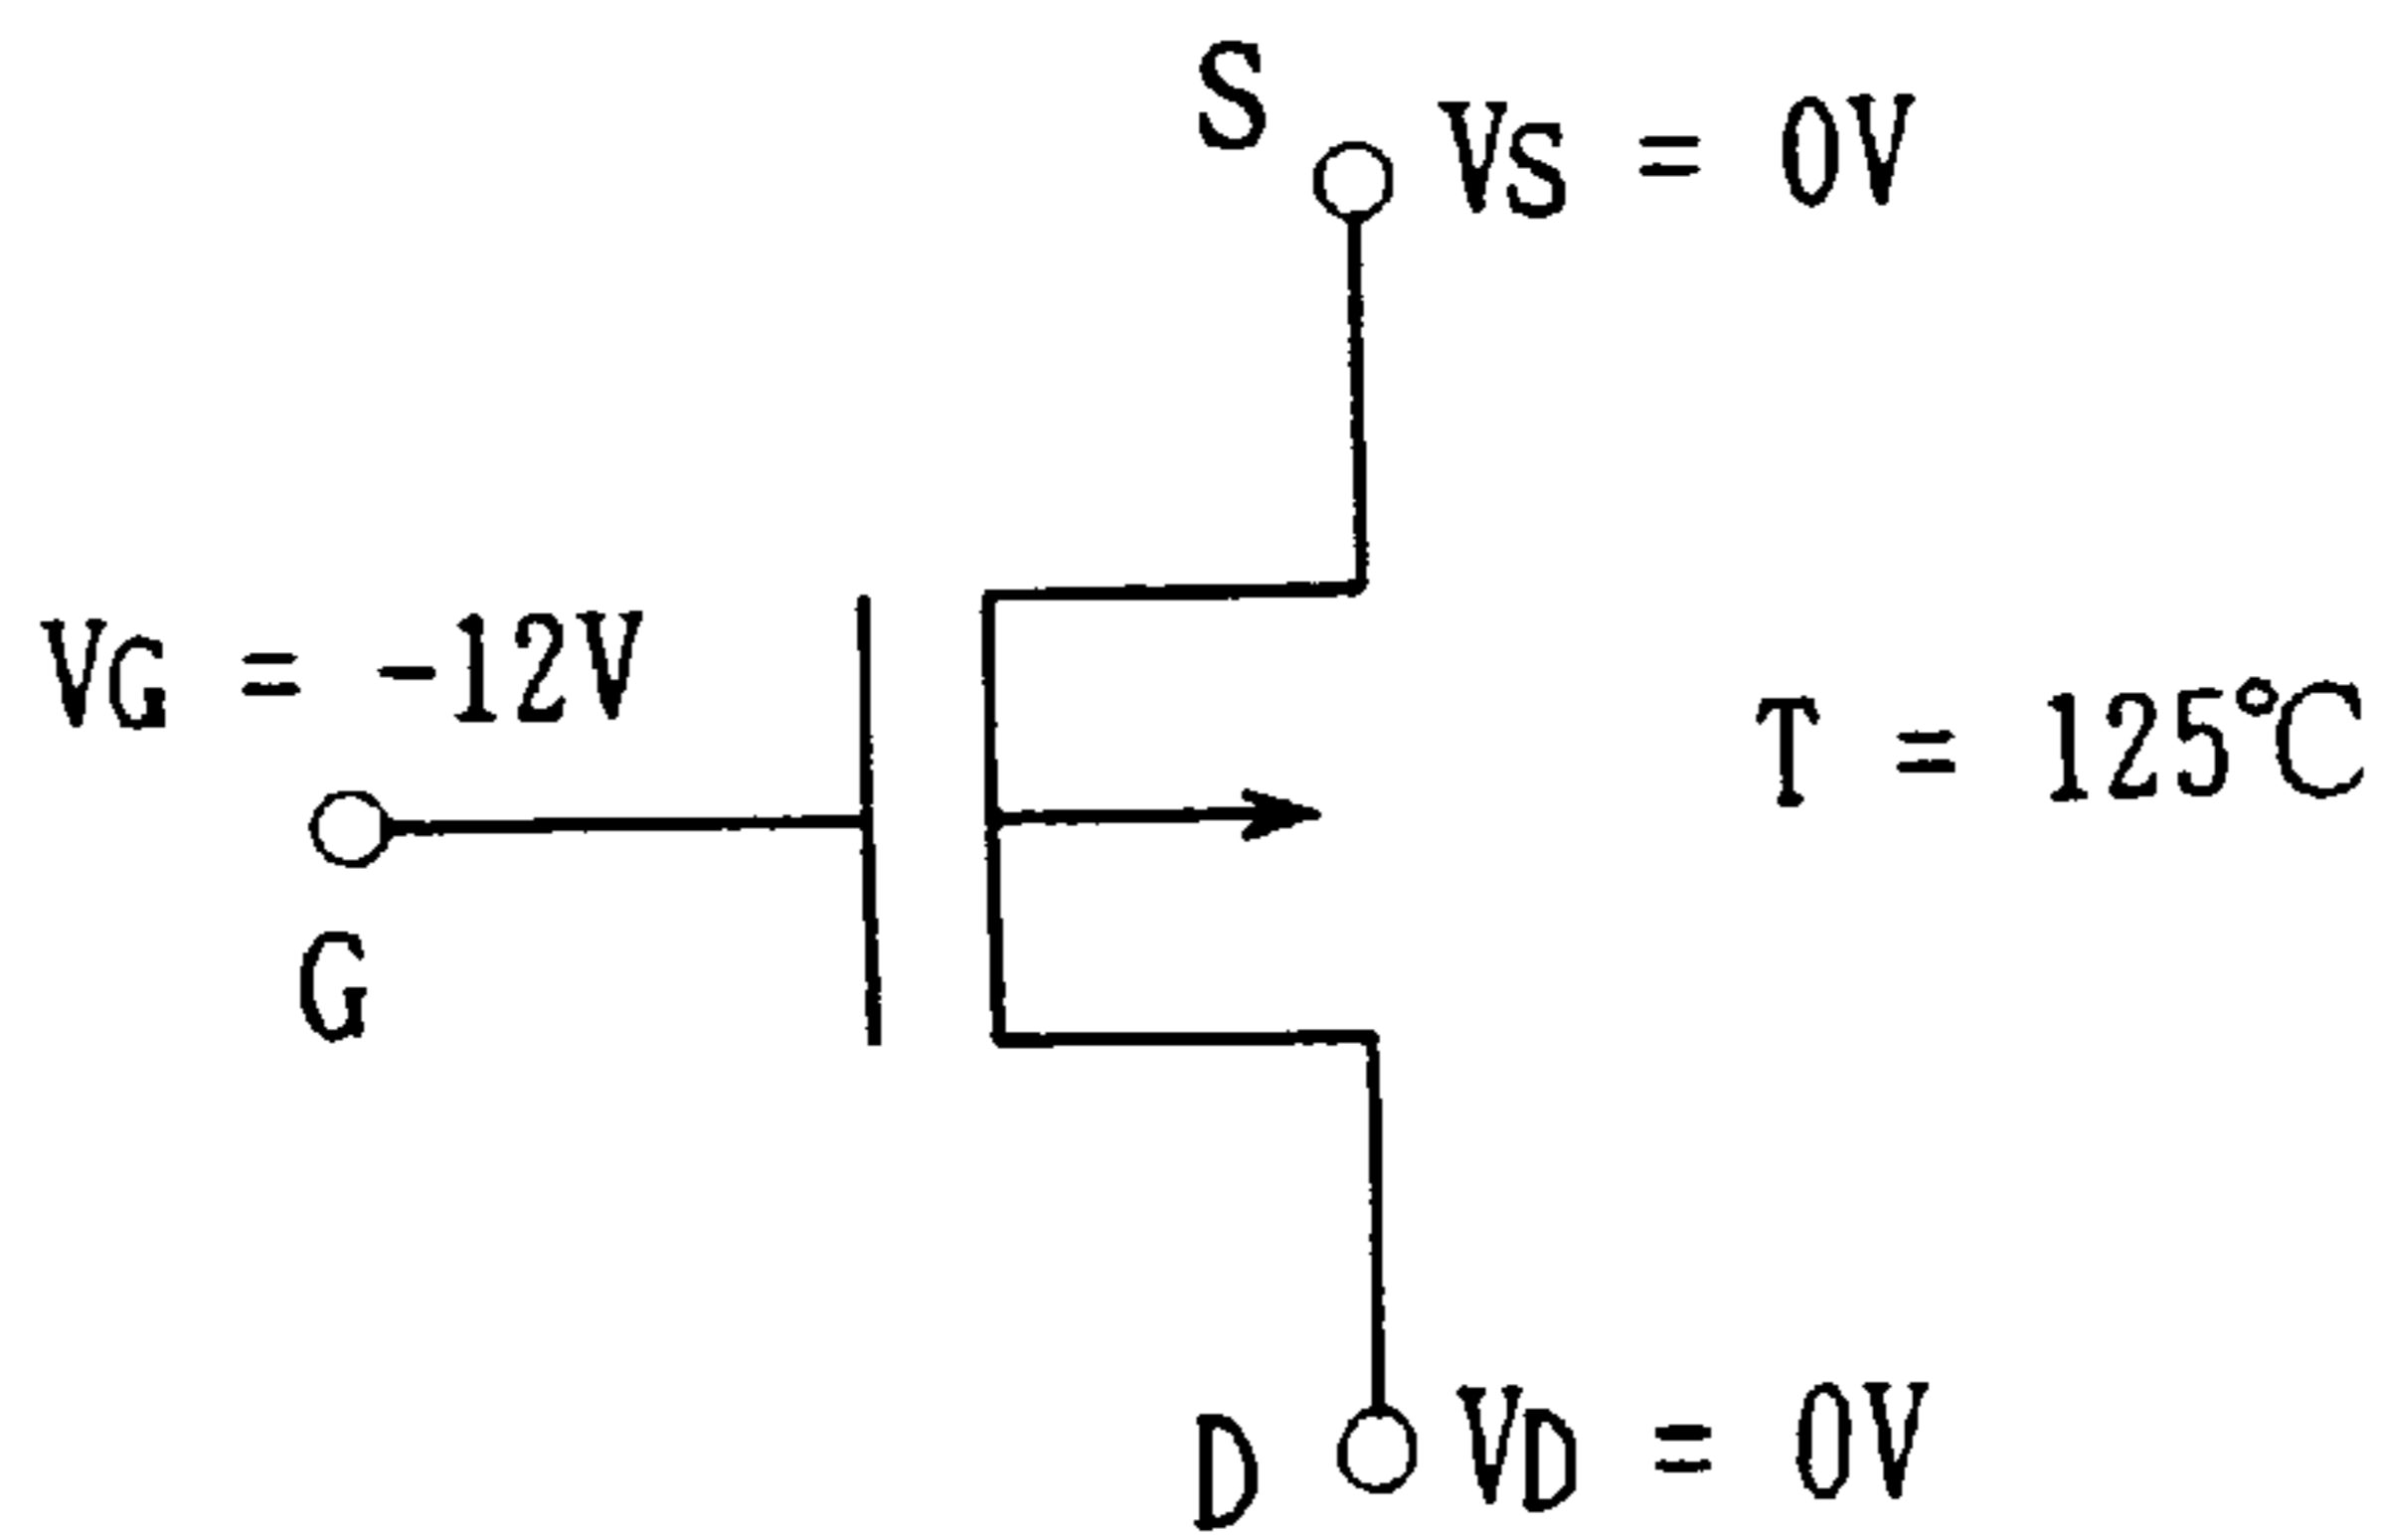 S
VS = 0V
VG = -12V
T = 125°C
G
D
VD = 0V